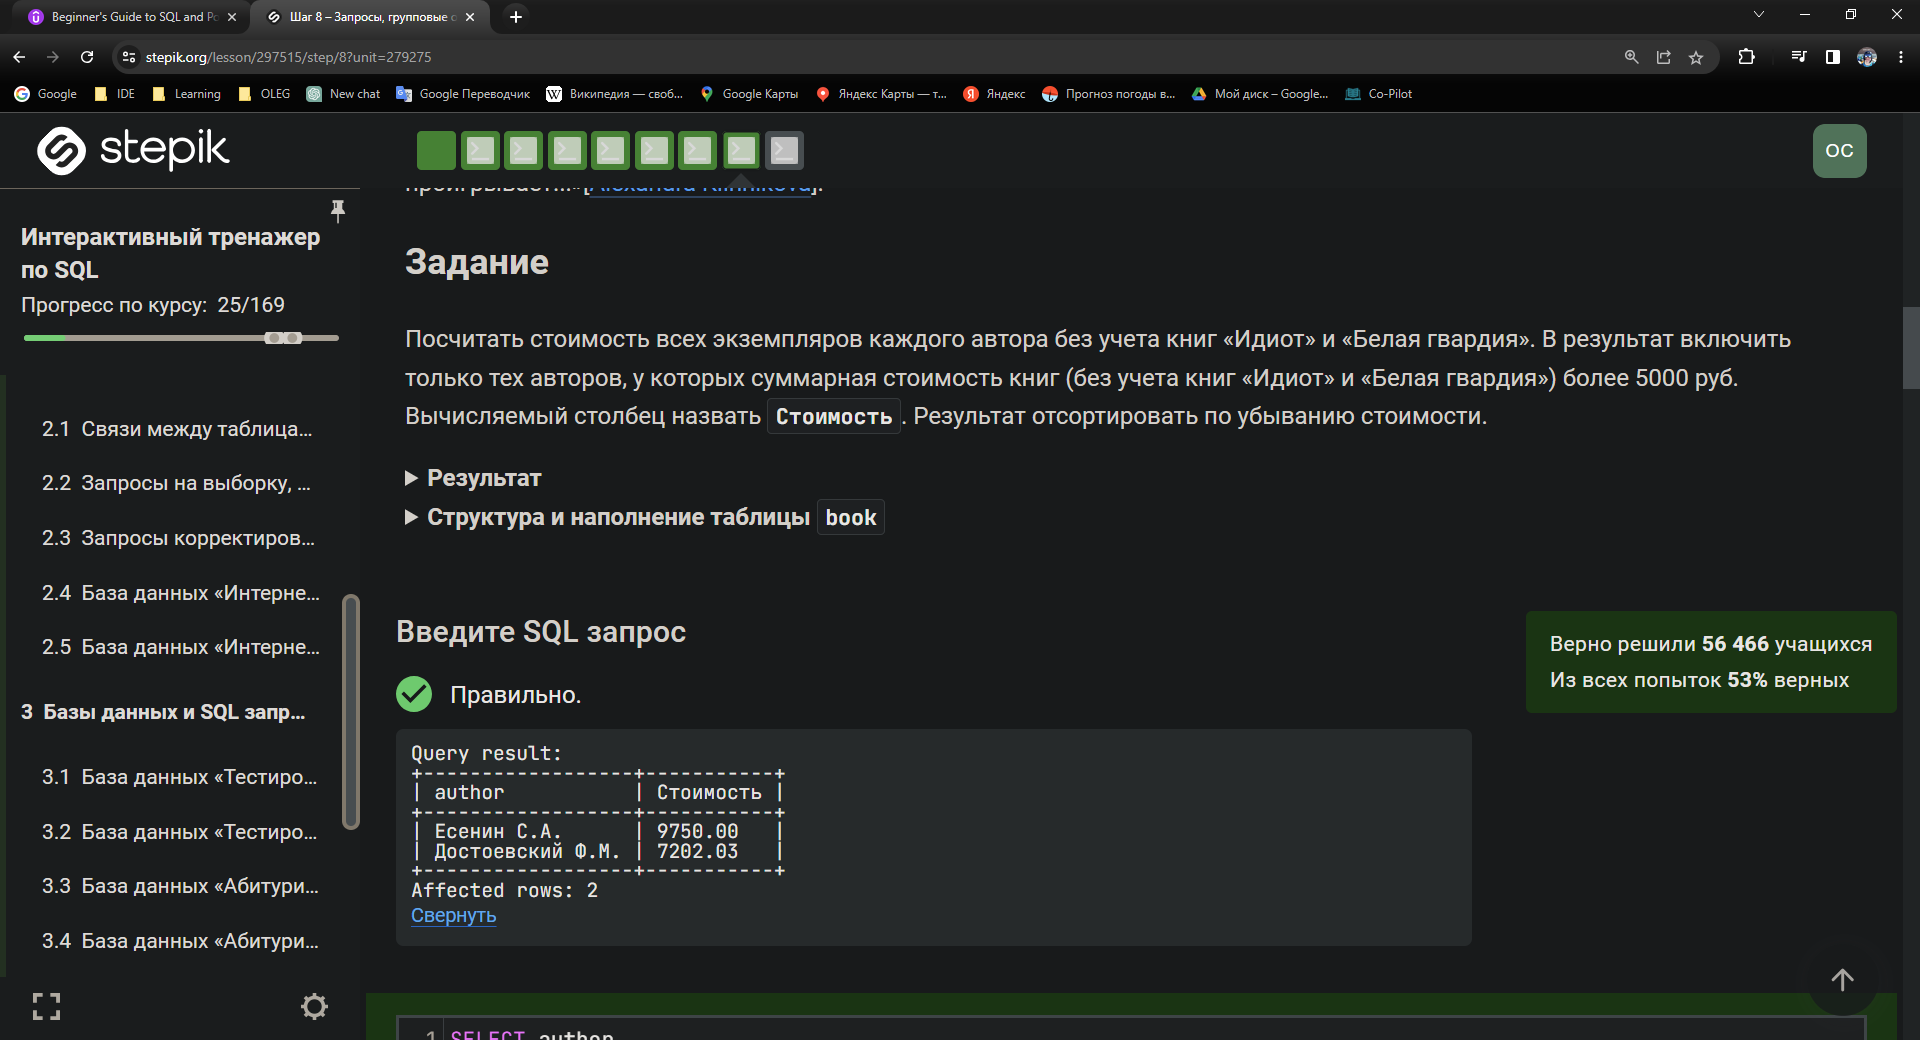 Beginner's Guide to SQL and Po
Шаг 8 – Запросы, групповые о
stepik.org/lesson/297515/step/8?unit=279275
Google
IDE
Learning
OLEG
New chat
Google Переводчик
Википедия — своб...
Google Карты
Яндекс Карты — т...
Яндекс
Прогноз погоды в...
Мой диск – Google...
Co-Pilot
stepik
ОС
Интерактивный тренажер
по SQL
Прогресс по курсу: 25/169
2.1 Связи между таблица...
2.2 Запросы на выборку, ...
2.3 Запросы корректиров...
2.4 База данных «Интерне...
2.5 База данных «Интерне...
3 Базы данных и SQL запр...
3.1 База данных «Тестиро...
3.2 База данных «Тестиро...
3.3 База данных «Абитури...
3.4 База данных «Абитури...
Задание
Посчитать стоимость всех экземпляров каждого автора без учета книг «Идиот» и «Белая гвардия». В результат включить
только тех авторов, у которых суммарная стоимость книг (без учета книг «Идиот» и «Белая гвардия») более 5000 руб.
Вычисляемый столбец назвать Стоимость. Результат отсортировать по убыванию стоимости.
Результат
Структура и наполнение таблицы book
Введите SQL запрос
Верно решили 56 466 учащихся
Из всех попыток 53% верных
Правильно.
Query result:
+------------------+-----------+
| author | Стоимость |
+------------------+-----------+
| Есенин С.А. | 9750.00 |
| Достоевский Ф.М. | 7202.03 |
+------------------+-----------+
Affected rows: 2
Свернуть
1 SELECT author